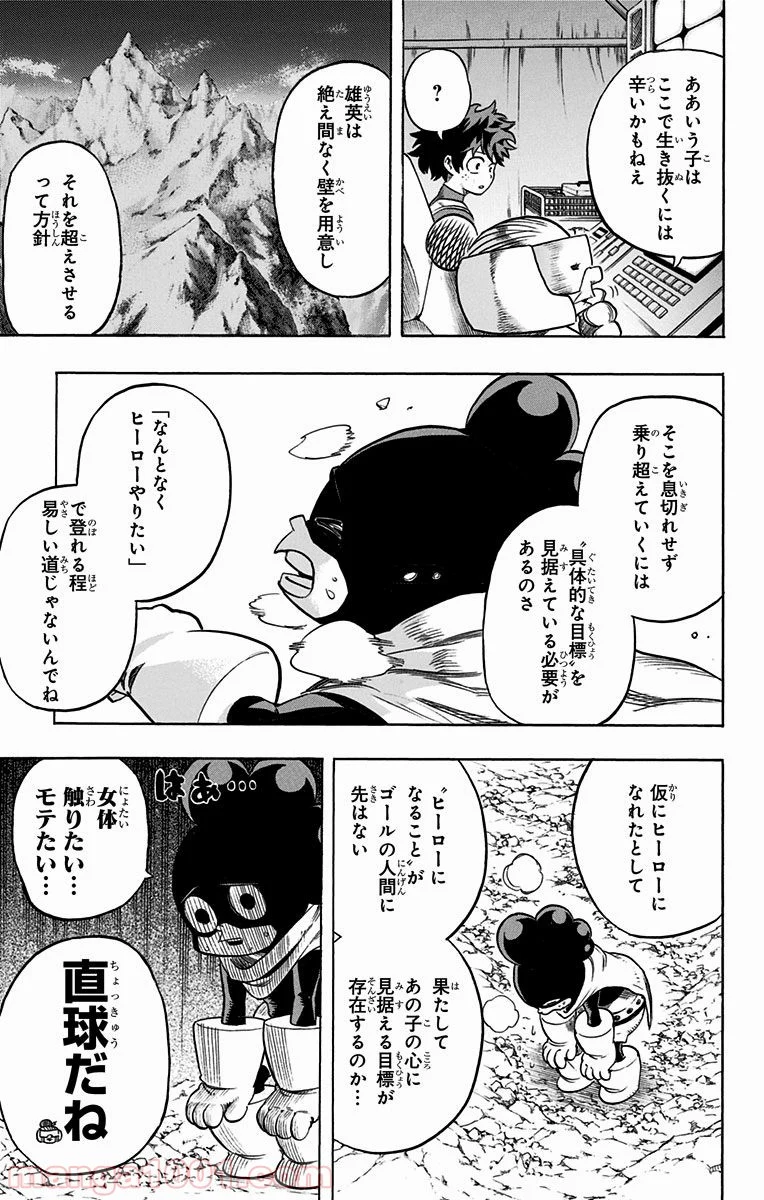 ああいう子は
ここで生き抜くには
辛いかもねえ
?
雄英は
絶え間なく壁を用意し
それを超えさせる
って方針
そこを息切れせず
乗り超えていくには
〝具体的な目標〟を
見据えている必要が
あるのさ
「なんとなく
ヒーローやりたい」
で登れる程
易しい道じゃないんでね
仮にヒーローに
なれたとして
〝ヒーローに
なること〟が
ゴールの人間に
先はない
果たして
あの子の心に
見据える目標が
存在するのか…
はぁ…
女体
触りたい…
モテたい…
直球だね